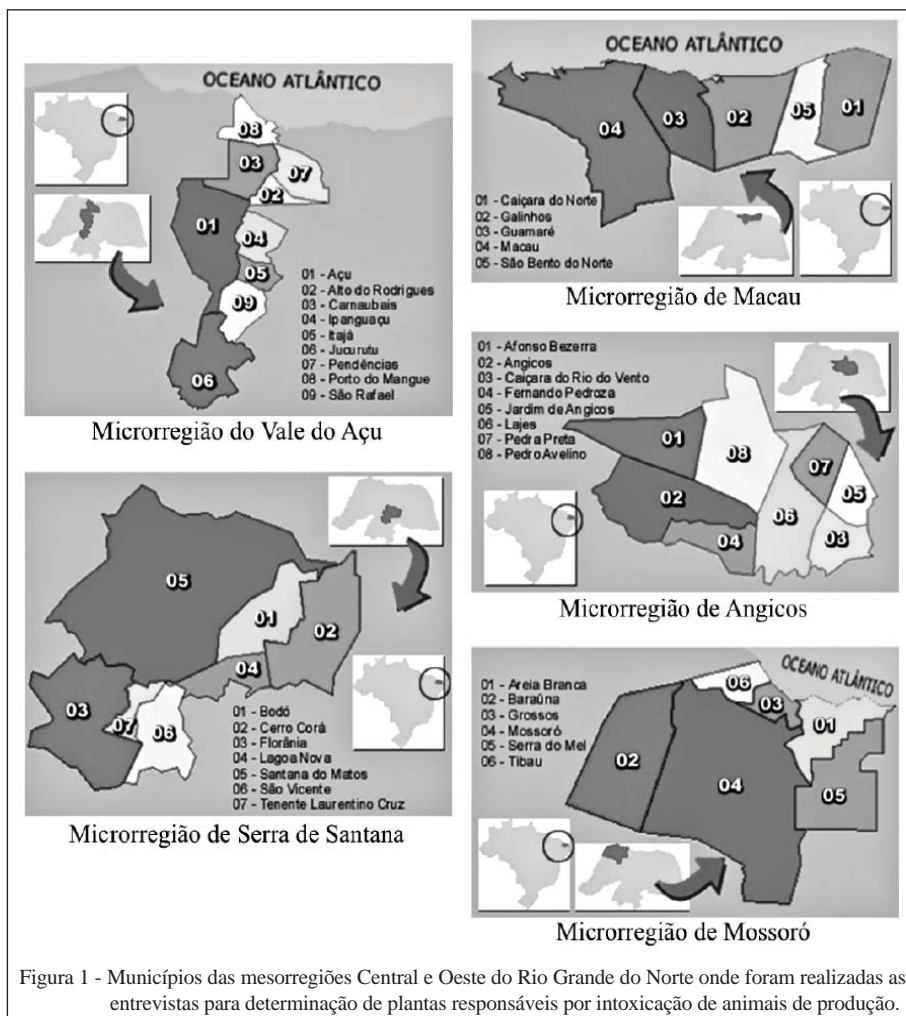 OCEANO ATLÂNTICO
08
03
07
02
01
04
05
09
06
01 - Açu
02 - Alto do Rodrigues
03 - Carnaubais
04 - Ipanguaçu
05 - Itajá
06 - Jucurutu
07 - Pendências
08 - Porto do Mangue
09 - São Rafael
Microrregião do Vale do Açu
OCEANO ATLÂNTICO
04
03
02
05
01
01 - Caiçara do Norte
02 - Galinhos
03 - Guamaré
04 - Macau
05 - São Bento do Norte
Microrregião de Macau
01 - Afonso Bezerra
02 - Angicos
03 - Caiçara do Rio do Vento
04 - Fernando Pedroza
05 - Jardim de Angicos
06 - Lajes
07 - Pedra Preta
08 - Pedro Avelino
01
08
07
02
05
06
04
03
Microrregião de Angicos
05
01
02
04
03
07
06
01 - Bodó
02 - Cerro Corá
03 - Florânia
04 - Lagoa Nova
05 - Santana do Matos
06 - São Vicente
07 - Tenente Laurentino Cruz
Microrregião de Serra de Santana
OCEANO ATLÂNTICO
01 - Areia Branca
02 - Baraúna
03 - Grossos
04 - Mossoró
05 - Serra do Mel
06 - Tibau
06
03
01
02
04
05
Microrregião de Mossoró
Figura 1 - Municípios das mesorregiões Central e Oeste do Rio Grande do Norte onde foram realizadas as
entrevistas para determinação de plantas responsáveis por intoxicação de animais de produção.